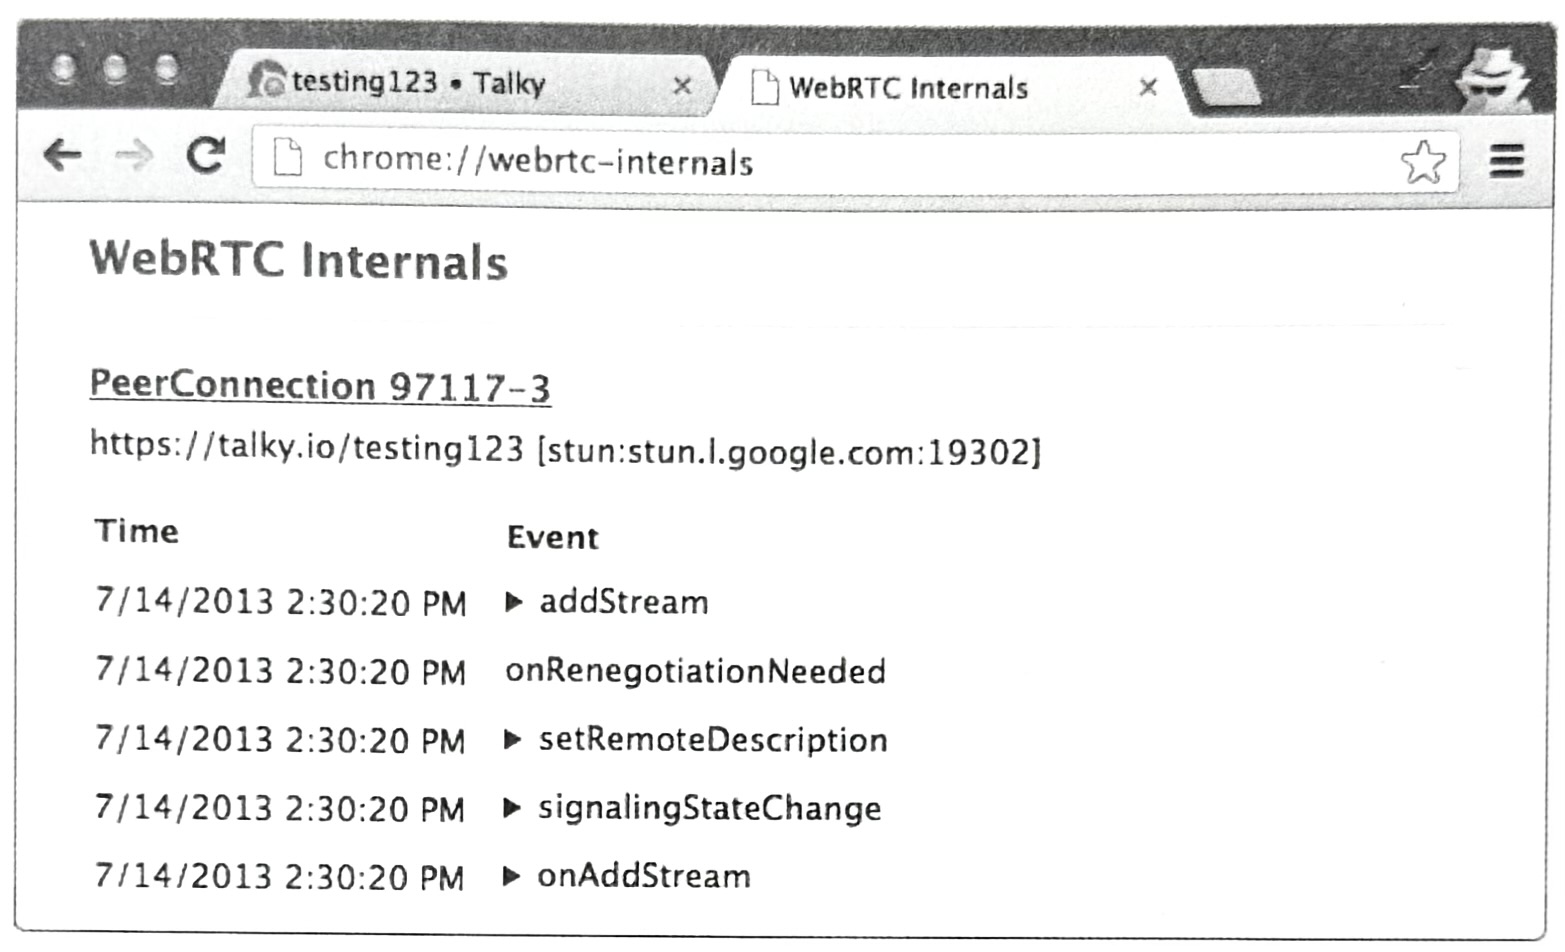 testing123 • Talky
WebRTC Internals
chrome://webrtc-internals
WebRTC Internals
PeerConnection 97117-3
https://talky.io/testing123 [stun:stun.l.google.com:19302]
Time Event
7/14/2013 2:30:20 PM ▶ addStream
7/14/2013 2:30:20 PM onRenegotiationNeeded
7/14/2013 2:30:20 PM ▶ setRemoteDescription
7/14/2013 2:30:20 PM ▶ signalingStateChange
7/14/2013 2:30:20 PM ▶ onAddStream